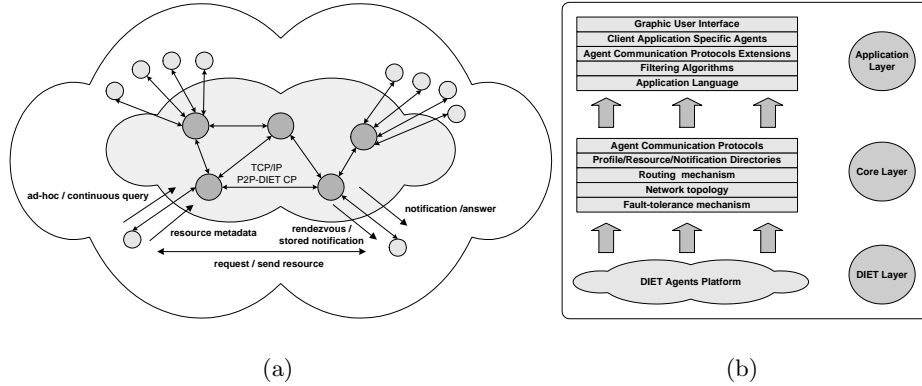 TCP/IP
P2P-DIET CP
ad-hoc / continuous query
resource metadata
notification /answer
rendezvous /
stored notification
request / send resource
(a)
Graphic User Interface
Client Application Specific Agents
Agent Communication Protocols Extensions
Filtering Algorithms
Application Language
Application
Layer
Agent Communication Protocols
Profile/Resource/Notification Directories
Routing mechanism
Network topology
Fault-tolerance mechanism
Core Layer
DIET Agents Platform
DIET Layer
(b)